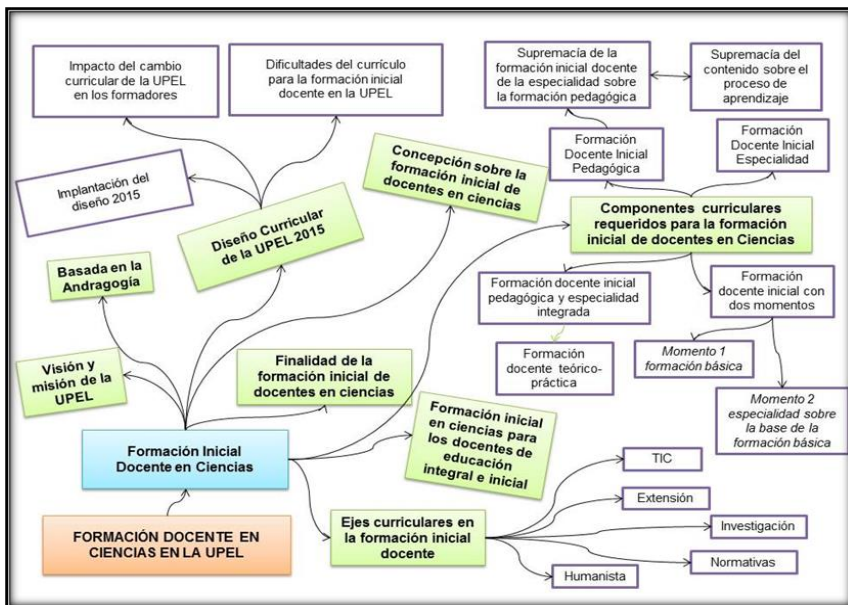 Impacto del cambio
curricular de la UPEL
en los formadores
Dificultades del currículo
para la formación inicial
docente en la UPEL
Supremacía de la
formación inicial docente
de la especialidad sobre
la formación pedagógica
Supremacía del
contenido sobre el
proceso de
aprendizaje
Formación
Docente Inicial
Pedagógica
Formación
Docente Inicial
Especialidad
Concepción sobre la
formación inicial de
docentes en ciencias
Implantación del
diseño 2015
Diseño Curricular
de la UPEL 2015
Componentes curriculares
requeridos para la formación
inicial de docentes en Ciencias
Basada en la
Andragogía
Formación docente inicial
pedagógica y especialidad
integrada
Formación
docente inicial con
dos momentos
Visión y
misión de la
UPEL
Finalidad de la
formación inicial de
docentes en ciencias
Formación
docente teórico-
práctica
Momento 1
formación básica
Momento 2
especialidad sobre
la base de la
formación básica
Formación Inicial
Docente en Ciencias
Formación inicial
en ciencias para
los docentes de
educación
integral e inicial
TIC
Extensión
FORMACIÓN DOCENTE EN
CIENCIAS EN LA UPEL
Ejes curriculares en
la formación inicial
docente
Investigación
Normativas
Humanista